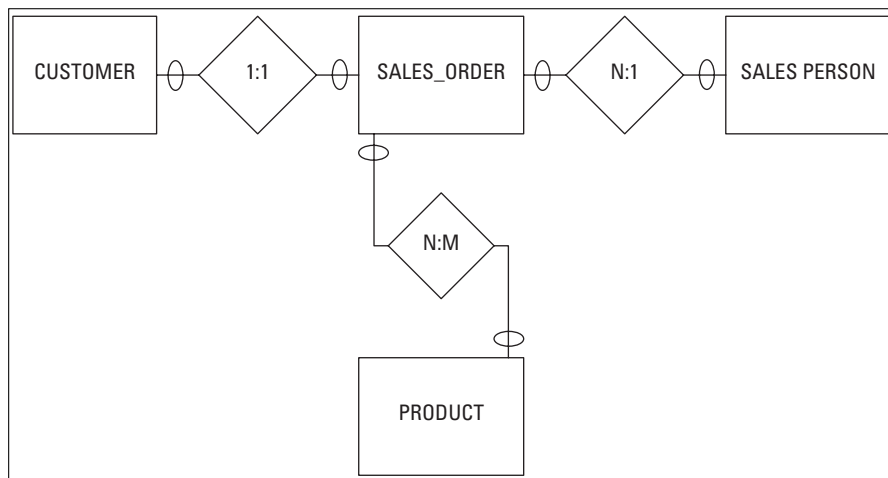 CUSTOMER
1:1
SALES_ORDER
N:1
SALES PERSON
N:M
PRODUCT